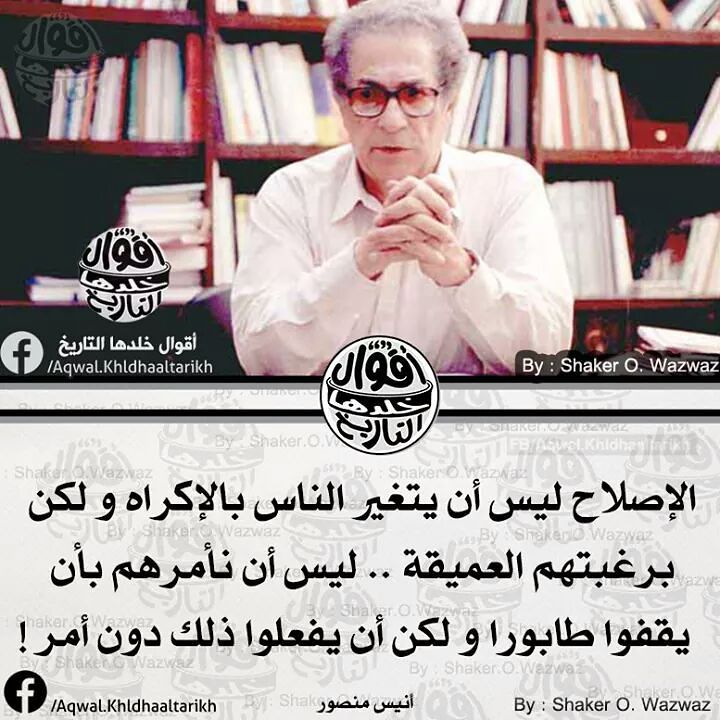 أقوال
خلدها
التاريخ
أقوال خلدها التاريخ
/Aqwal.Khldhaaltarikh
By : Shaker O. Wazwaz
أقوال
خلدها
التاريخ
الإصلاح ليس أن يتغير الناس بالإكراه و لكن
برغبتهم العميقة .. ليس أن نأمرهم بأن
يقفوا طابورا و لكن أن يفعلوا ذلك دون أمر !
/Aqwal.Khldhaaltarikh
أنيس منصور
By : Shaker O. Wazwaz